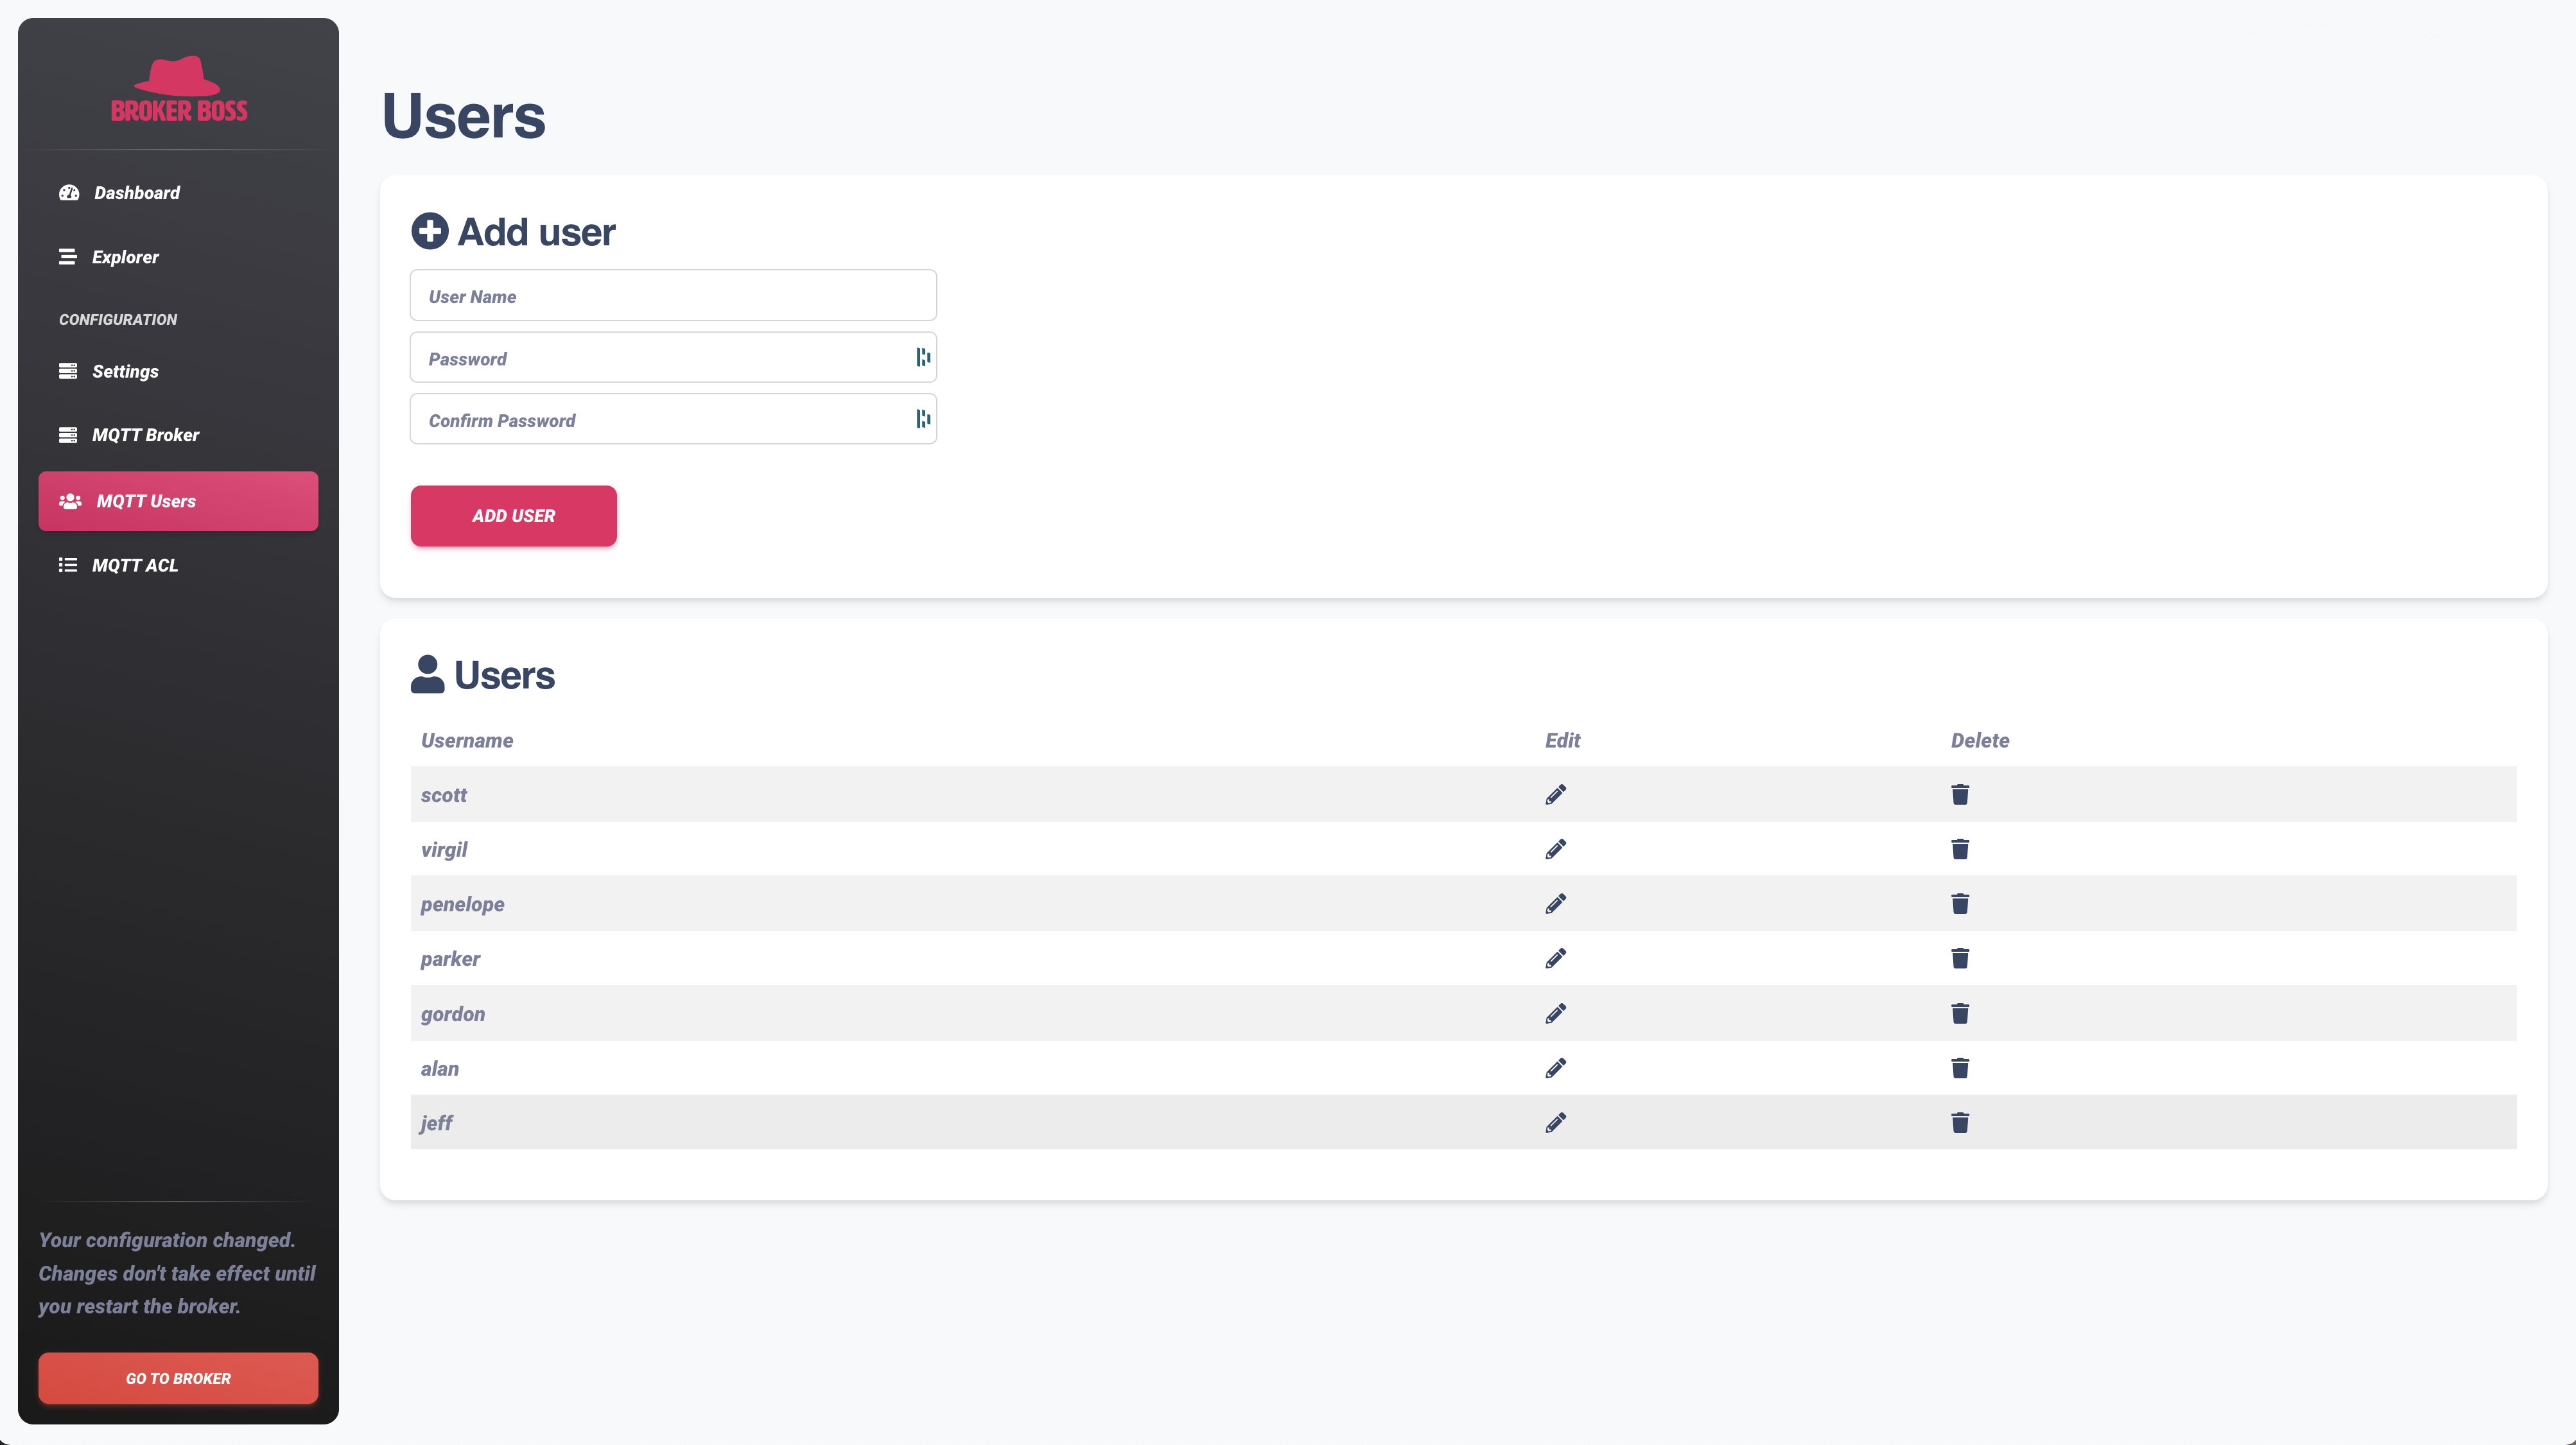 BROKER BOSS
Dashboard
Explorer
CONFIGURATION
Settings
MQTT Broker
MQTT Users
MQTT ACL
Your configuration changed.
Changes don't take effect until
you restart the broker.
GO TO BROKER
Users
Add user
User Name
Password
Confirm Password
ADD USER
Users
Username Edit Delete
scott
virgil
penelope
parker
gordon
alan
jeff